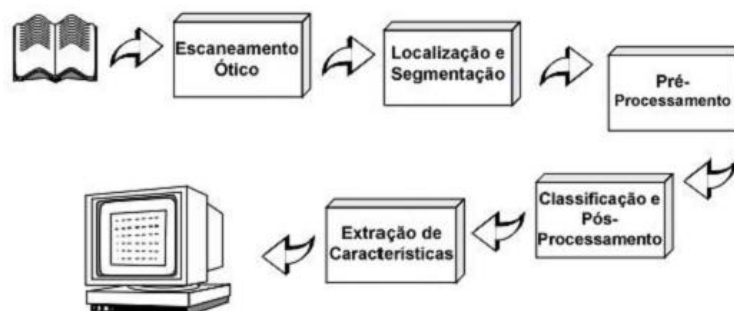 Escaneamento
Ótico
Localização e
Segmentação
Pré-
Processamento
Classificação e
Pós-
Processamento
Extração de
Características